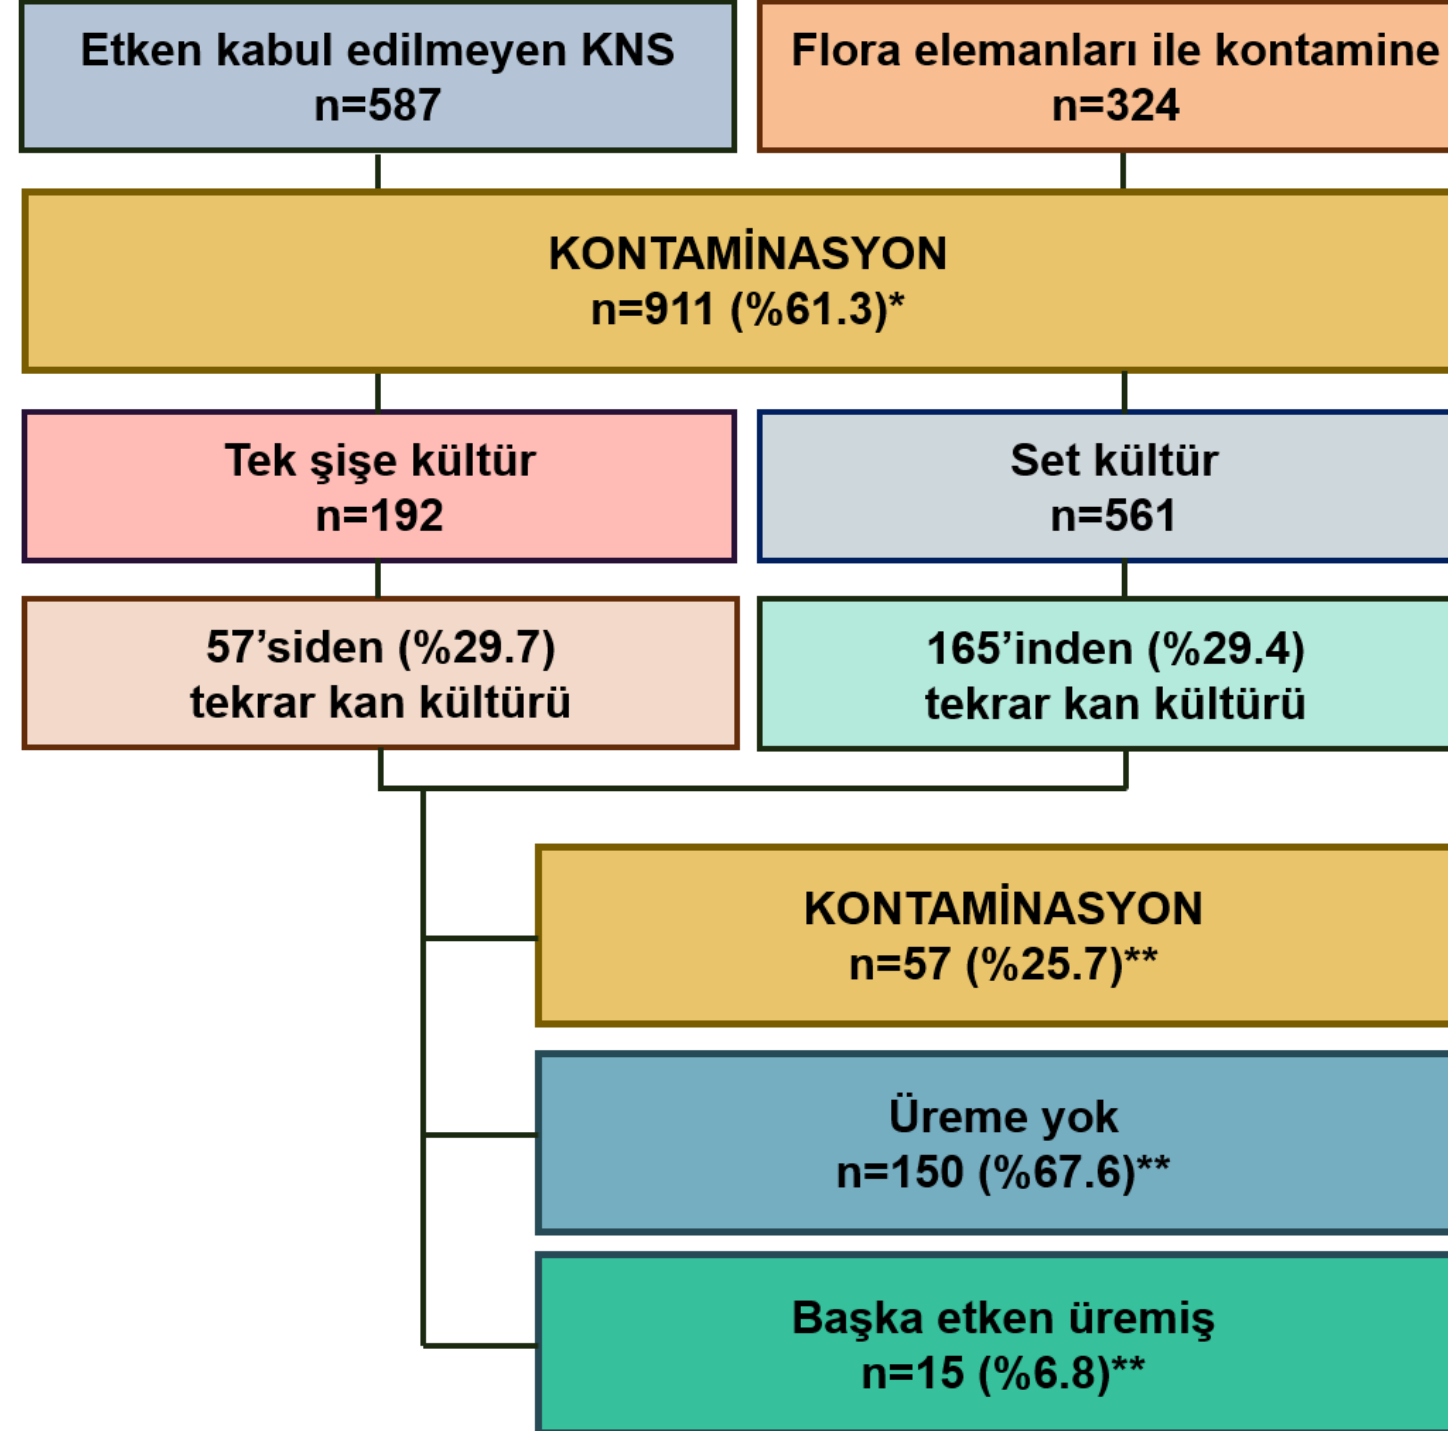 Etken kabul edilmeyen KNS
n=587
Flora elemanları ile kontamine
n=324
KONTAMİNASYON
n=911 (%61.3)*
Tek şişe kültür
n=192
Set kültür
n=561
57’siden (%29.7)
tekrar kan kültürü
165’inden (%29.4)
tekrar kan kültürü
KONTAMİNASYON
n=57 (%25.7)**
Üreme yok
n=150 (%67.6)**
Başka etken üremiş
n=15 (%6.8)**